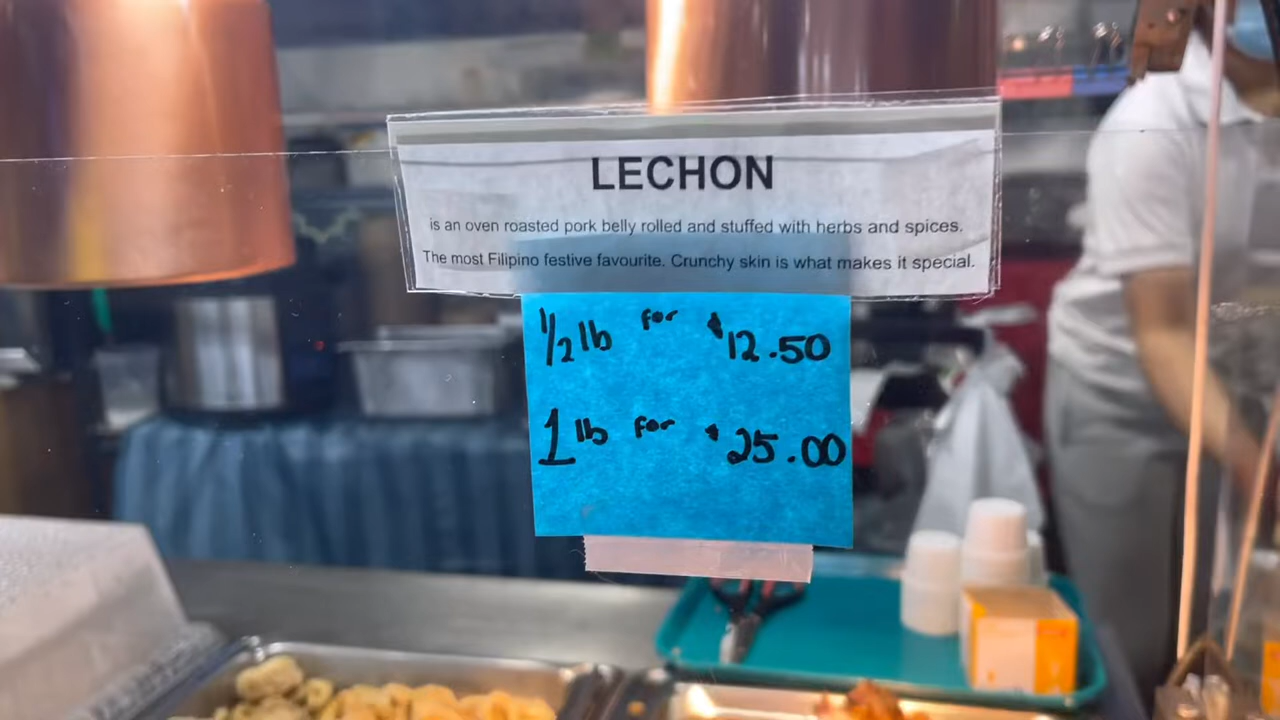 LECHON
is an oven roasted pork belly rolled and stuffed with herbs and spices.
The most Filipino festive favourite. Crunchy skin is what makes it special.
1/2 lb for $12.50
1 lb for $25.00